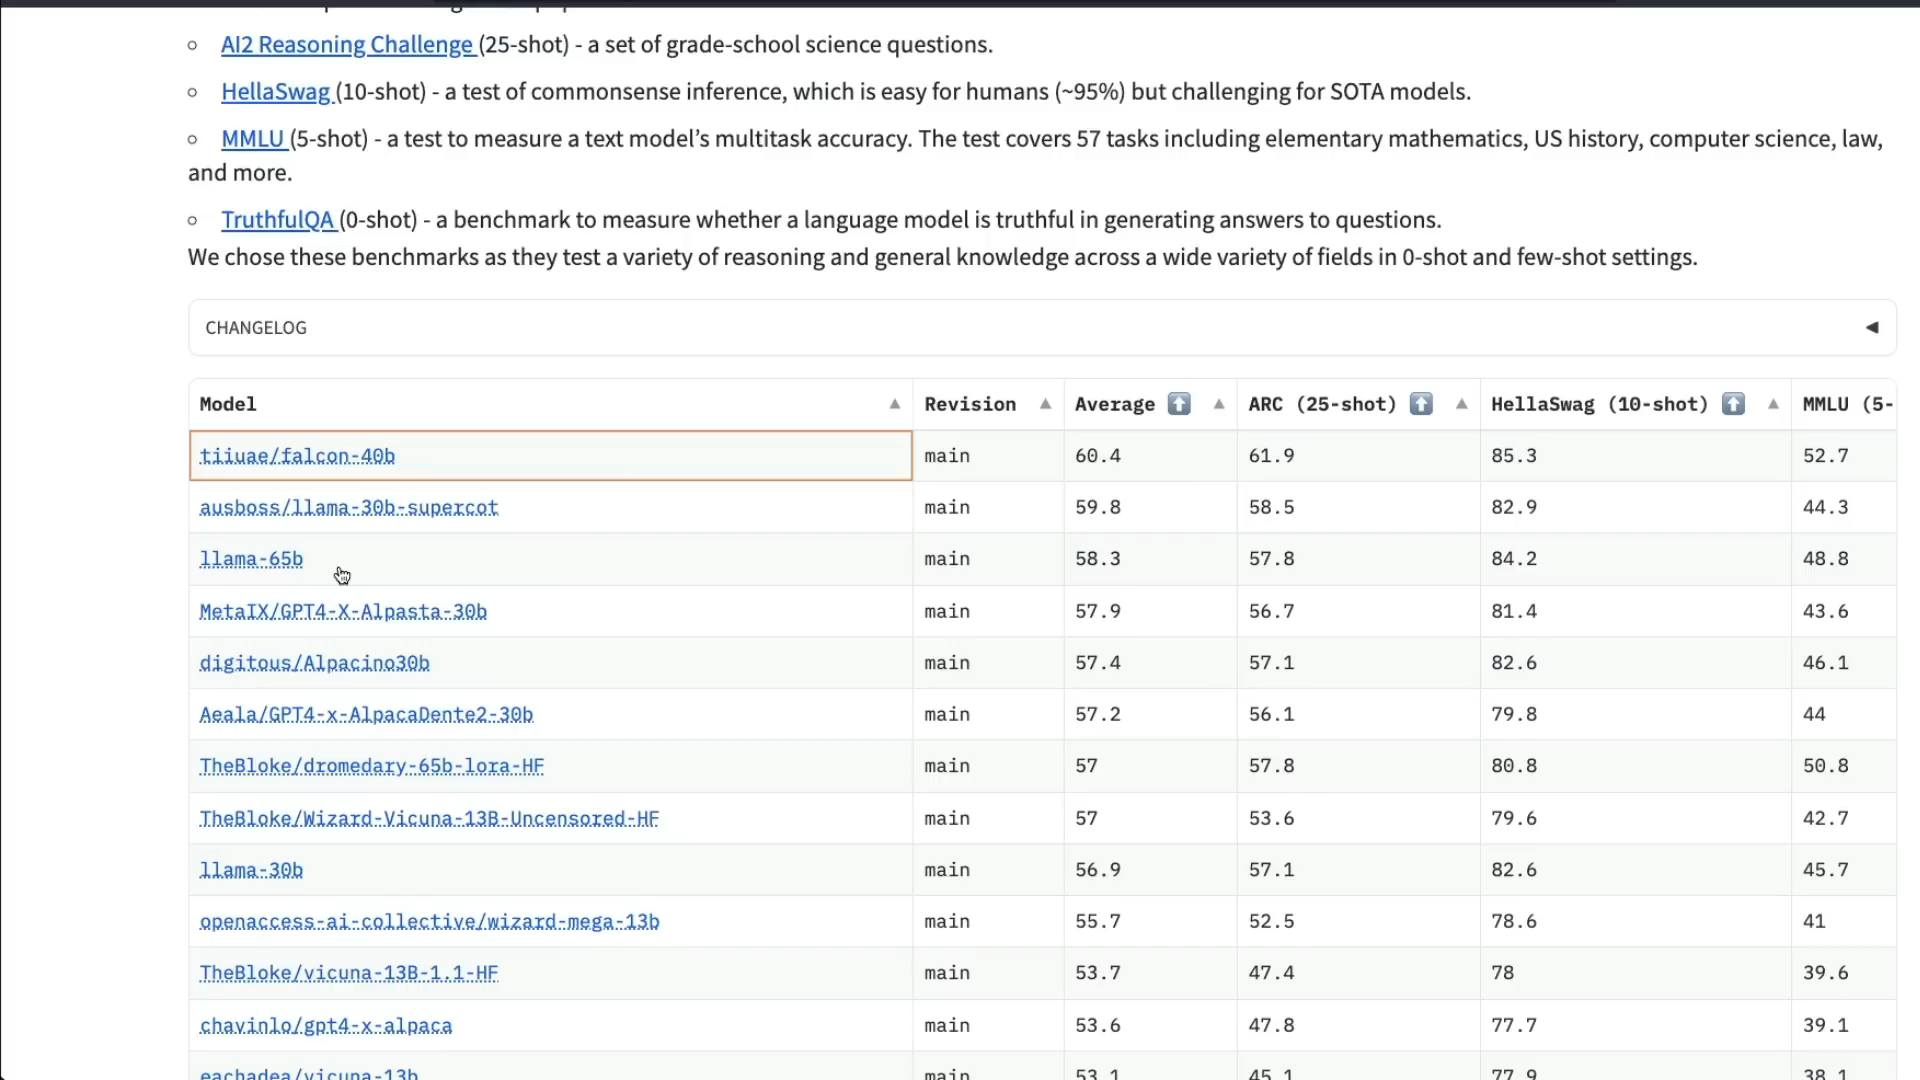 AI2 Reasoning Challenge (25-shot) - a set of grade-school science questions.
HellaSwag (10-shot) - a test of commonsense inference, which is easy for humans (~95%) but challenging for SOTA models.
MMLU (5-shot) - a test to measure a text model’s multitask accuracy. The test covers 57 tasks including elementary mathematics, US history, computer science, law,
and more.
TruthfulQA (0-shot) - a benchmark to measure whether a language model is truthful in generating answers to questions.
We chose these benchmarks as they test a variety of reasoning and general knowledge across a wide variety of fields in 0-shot and few-shot settings.
CHANGELOG
Model Revision Average ⬆️ ARC (25-shot) ⬆️ HellaSwag (10-shot) ⬆️ MMLU (5-
tiiuae/falcon-40b main 60.4 61.9 85.3 52.7
ausboss/llama-30b-supercot main 59.8 58.5 82.9 44.3
llama-65b main 58.3 57.8 84.2 48.8
MetaIX/GPT4-X-Alpasta-30b main 57.9 56.7 81.4 43.6
digitous/Alpacino30b main 57.4 57.1 82.6 46.1
Aeala/GPT4-x-AlpacaDente2-30b main 57.2 56.1 79.8 44
TheBloke/dromedary-65b-lora-HF main 57 57.8 80.8 50.8
TheBloke/Wizard-Vicuna-13B-Uncensored-HF main 57 53.6 79.6 42.7
llama-30b main 56.9 57.1 82.6 45.7
openaccess-ai-collective/wizard-mega-13b main 55.7 52.5 78.6 41
TheBloke/vicuna-13B-1.1-HF main 53.7 47.4 78 39.6
chavinlo/gpt4-x-alpaca main 53.6 47.8 77.7 39.1
eachadea/vicuna-13b main 53.1 45.1 77.9 38.1